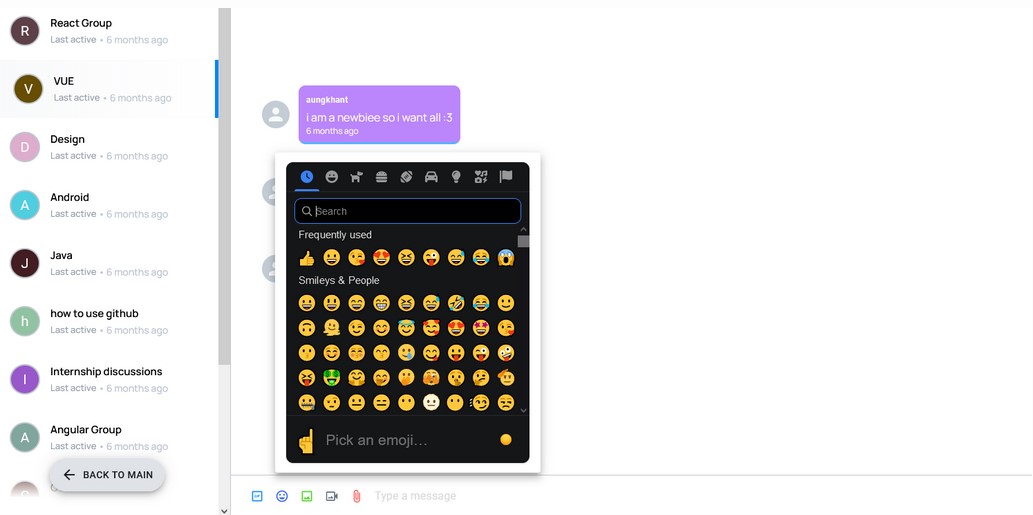 R
React Group
Last active • 6 months ago
V
VUE
Last active • 6 months ago
D
Design
Last active • 6 months ago
A
Android
Last active • 6 months ago
J
Java
Last active • 6 months ago
h
how to use github
Last active • 6 months ago
I
Internship discussions
Last active • 6 months ago
A
Angular Group
Last active • 6 months ago
BACK TO MAIN
aungkhant
i am a newbiee so i want all :3
6 months ago
Search
Frequently used
Smileys & People
Pick an emoji…
GIF
Type a message